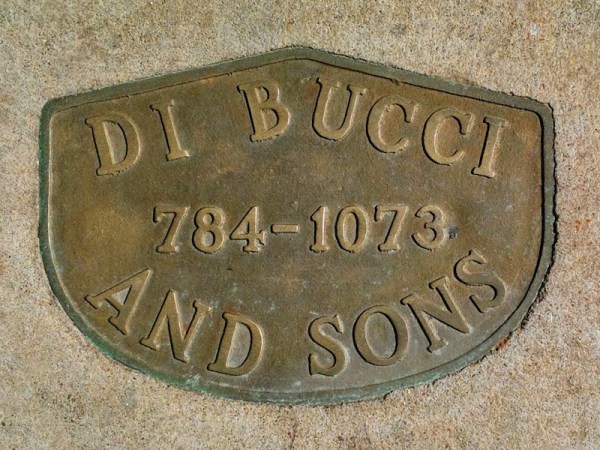 DI BUCCI
784-1073
AND SONS